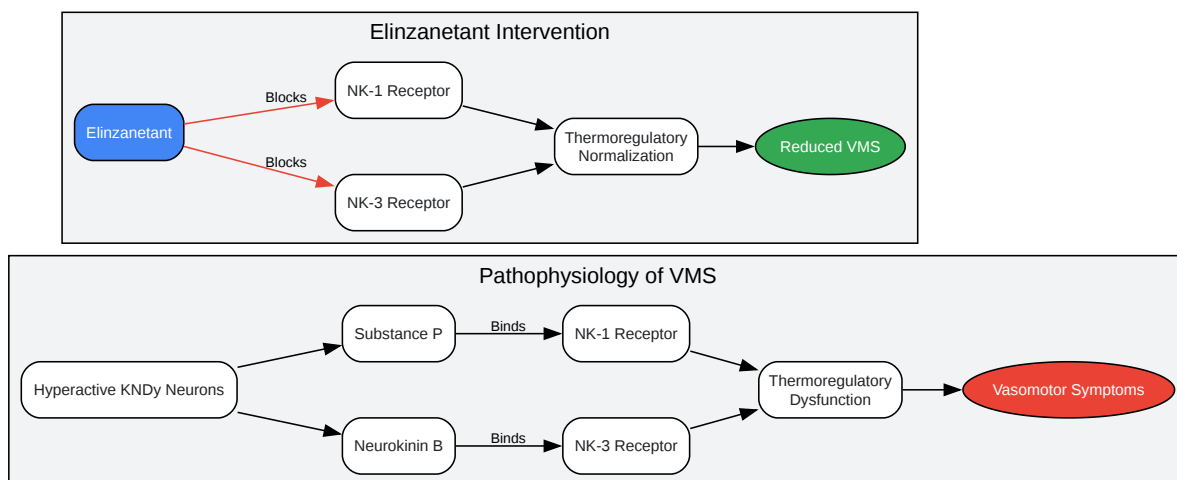 Elinzanetant Intervention
Elinzanetant
Blocks
Blocks
NK-1 Receptor
NK-3 Receptor
Thermoregulatory
Normalization
Reduced VMS
Pathophysiology of VMS
Hyperactive KNDy Neurons
Substance P
Neurokinin B
Binds
Binds
NK-1 Receptor
NK-3 Receptor
Thermoregulatory
Dysfunction
Vasomotor Symptoms